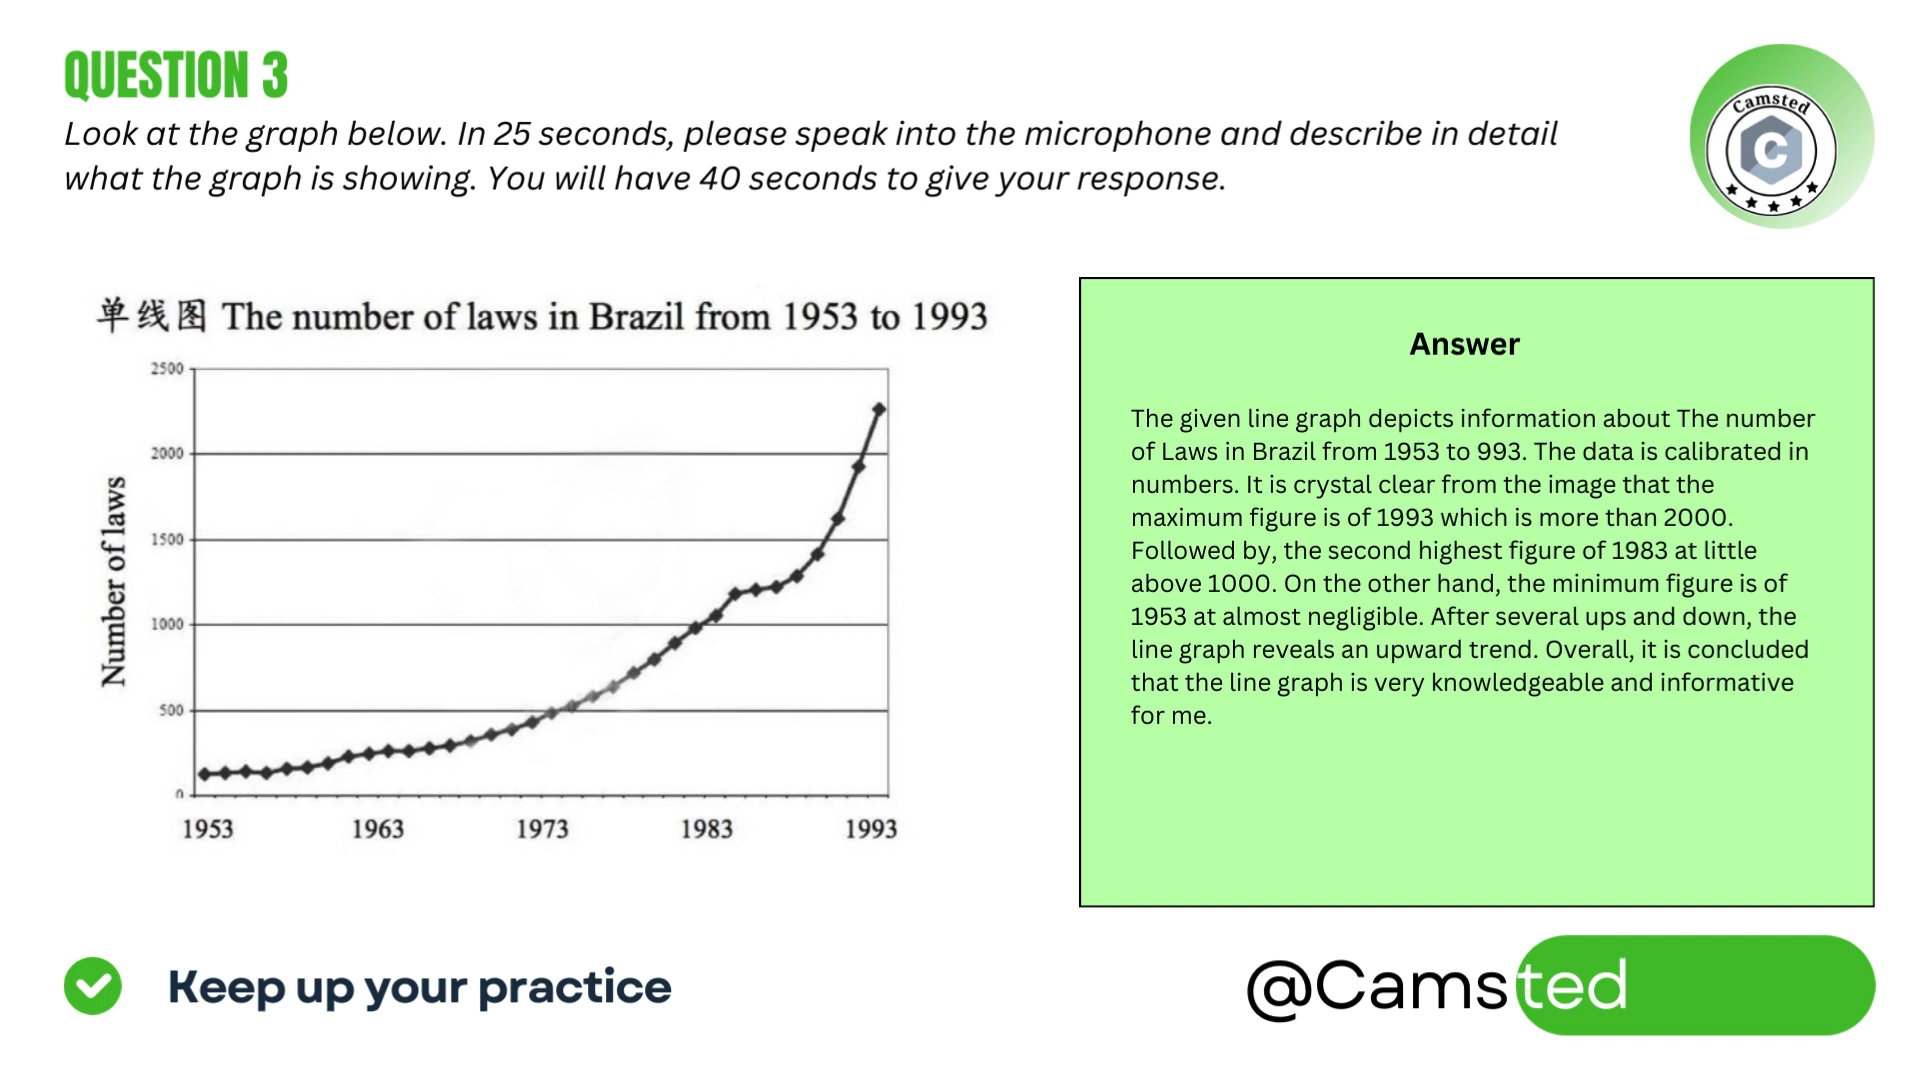 QUESTION 3
Look at the graph below. In 25 seconds, please speak into the microphone and describe in detail
what the graph is showing. You will have 40 seconds to give your response.
Camsted
C
单线图 The number of laws in Brazil from 1953 to 1993
2500
2000
1500
1000
500
0
Number of laws
1953 1963 1973 1983 1993
Answer
The given line graph depicts information about The number
of Laws in Brazil from 1953 to 993. The data is calibrated in
numbers. It is crystal clear from the image that the
maximum figure is of 1993 which is more than 2000.
Followed by, the second highest figure of 1983 at little
above 1000. On the other hand, the minimum figure is of
1953 at almost negligible. After several ups and down, the
line graph reveals an upward trend. Overall, it is concluded
that the line graph is very knowledgeable and informative
for me.
Keep up your practice
@Camsted